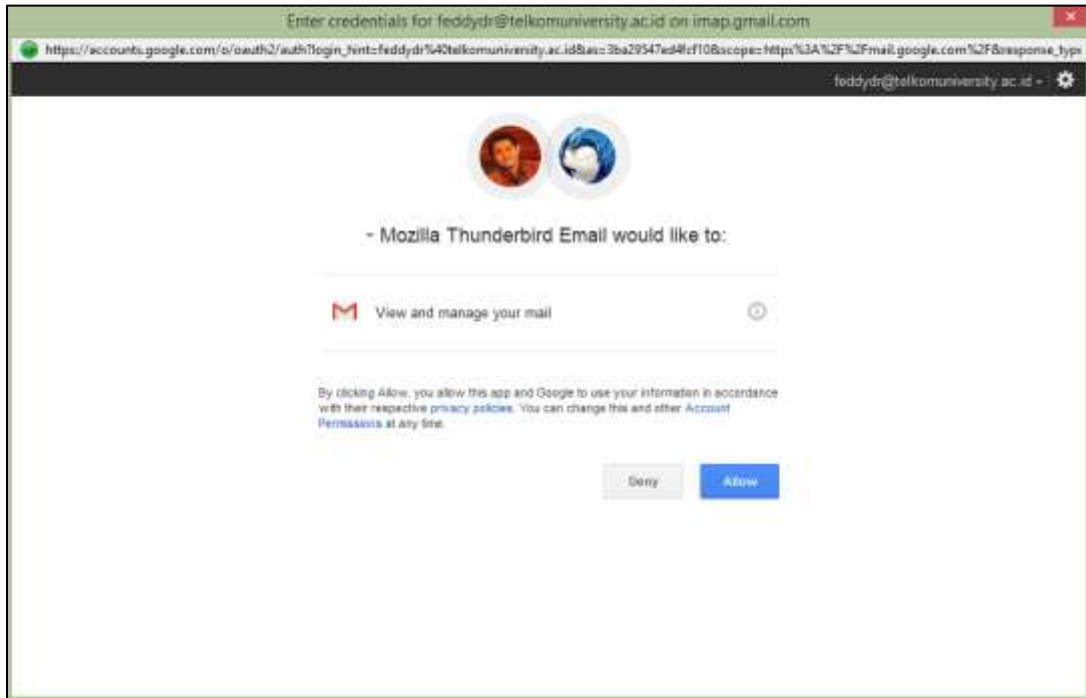 Enter credentials for feddydr@telkomuniversity.ac.id on imap.gmail.com
https://accounts.google.com/o/oauth2/auth?login_hint=feddydr%40telkomuniversity.ac.id&as=3ba29547ed4fcf10&scope=https%3A%2F%2Fmail.google.com%2F&response_type
feddydr@telkomuniversity.ac.id
- Mozilla Thunderbird Email would like to:
View and manage your mail
By clicking Allow, you allow this app and Google to use your information in accordance
with their respective privacy policies. You can change this and other Account
Permissions at any time.
Deny
Allow